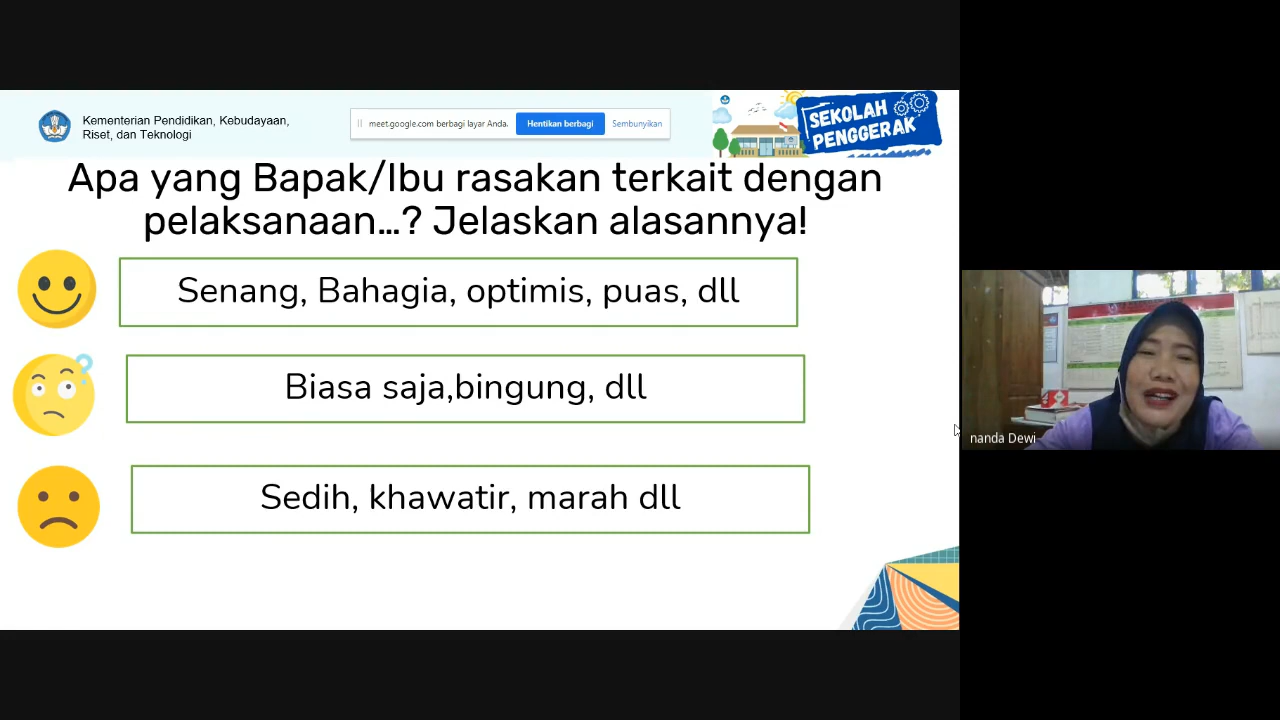 Kementerian Pendidikan, Kebudayaan,
Riset, dan Teknologi
meet.google.com berbagi layar Anda.
Hentikan berbagi
Sembunyikan
SEKOLAH
PENGGERAK
Apa yang Bapak/Ibu rasakan terkait dengan
pelaksanaan...? Jelaskan alasannya!
Senang, Bahagia, optimis, puas, dll
Biasa saja,bingung, dll
Sedih, khawatir, marah dll
nanda Dewi